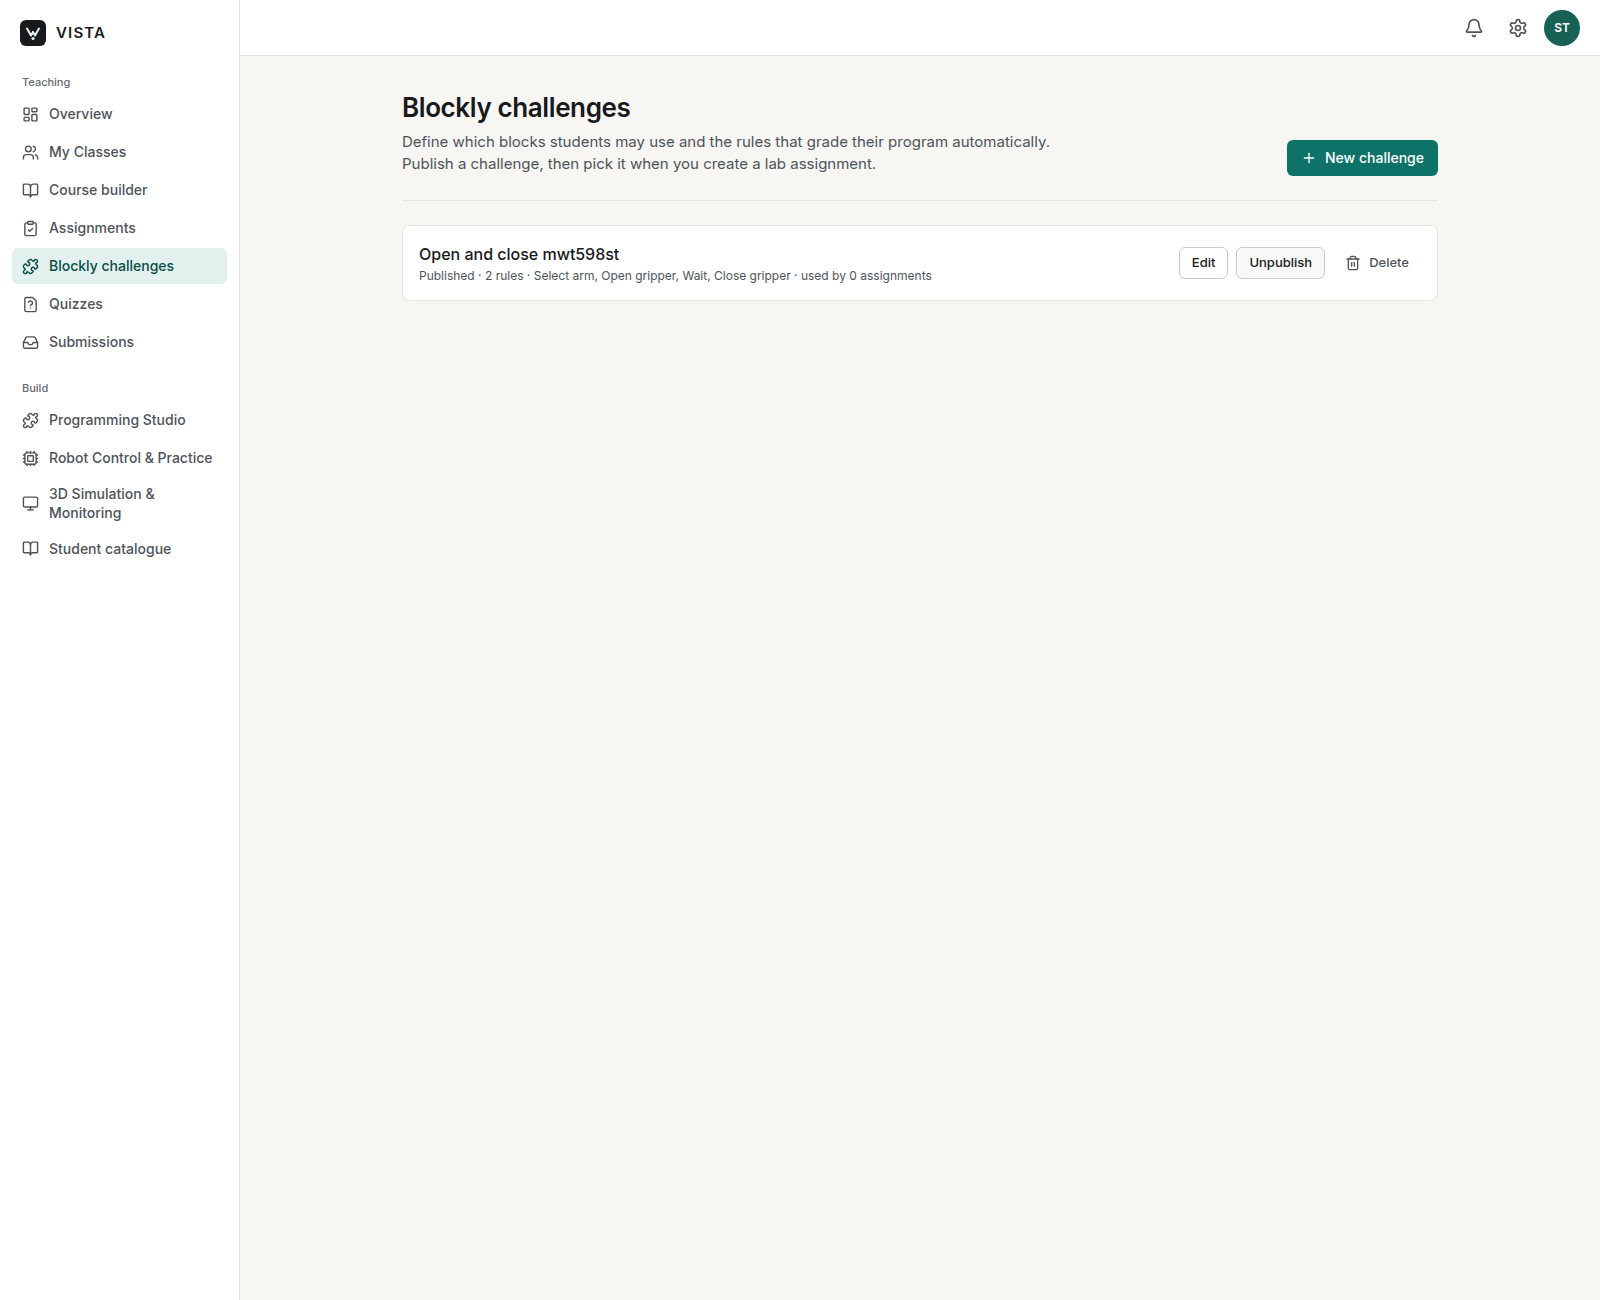 VISTA
ST
Teaching
Overview
My Classes
Course builder
Assignments
Blockly challenges
Quizzes
Submissions
Build
Programming Studio
Robot Control & Practice
3D Simulation &
Monitoring
Student catalogue
Blockly challenges
Define which blocks students may use and the rules that grade their program automatically.
Publish a challenge, then pick it when you create a lab assignment.
New challenge
Open and close mwt598st
Published · 2 rules · Select arm, Open gripper, Wait, Close gripper · used by 0 assignments
Edit
Unpublish
Delete